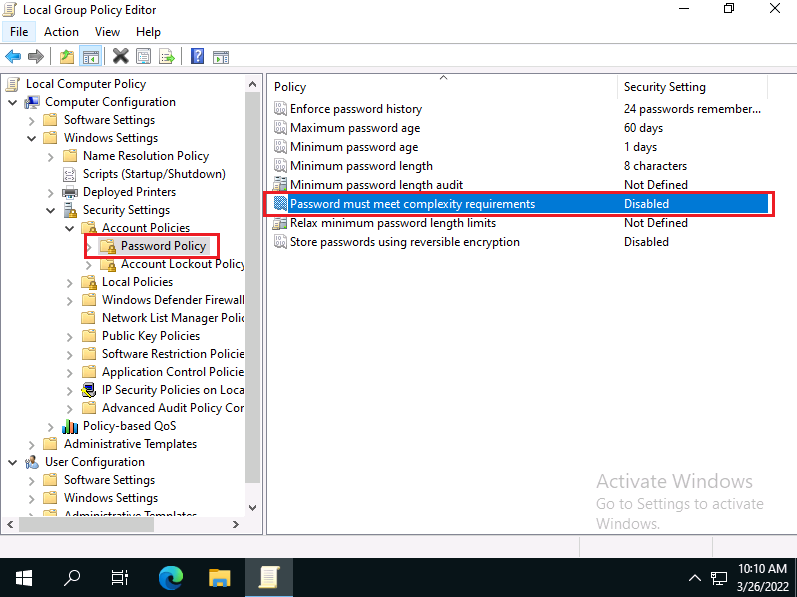 Local Group Policy Editor
File Action View Help
Local Computer Policy
Computer Configuration
Software Settings
Windows Settings
Name Resolution Policy
Scripts (Startup/Shutdown)
Deployed Printers
Security Settings
Account Policies
Password Policy
Account Lockout Policy
Local Policies
Windows Defender Firewall
Network List Manager Polic
Public Key Policies
Software Restriction Policie
Application Control Policie
IP Security Policies on Loca
Advanced Audit Policy Cor
Policy-based QoS
Administrative Templates
User Configuration
Software Settings
Windows Settings
Administrative Templates
Policy Security Setting
Enforce password history 24 passwords remember...
Maximum password age 60 days
Minimum password age 1 days
Minimum password length 8 characters
Minimum password length audit Not Defined
Password must meet complexity requirements Disabled
Relax minimum password length limits Not Defined
Store passwords using reversible encryption Disabled
Activate Windows
Go to Settings to activate
Windows.
10:10 AM
3/26/2022